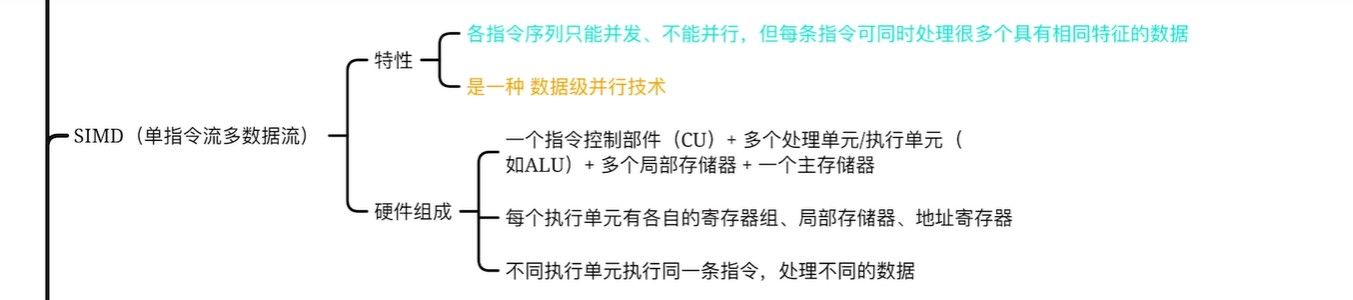 各指令序列只能并发、不能并行，但每条指令可同时处理很多个具有相同特征的数据
特性
是一种 数据级并行技术
SIMD（单指令流多数据流）
一个指令控制部件（CU）+ 多个处理单元/执行单元（
如ALU）+ 多个局部存储器 + 一个主存储器
硬件组成
每个执行单元有各自的寄存器组、局部存储器、地址寄存器
不同执行单元执行同一条指令，处理不同的数据